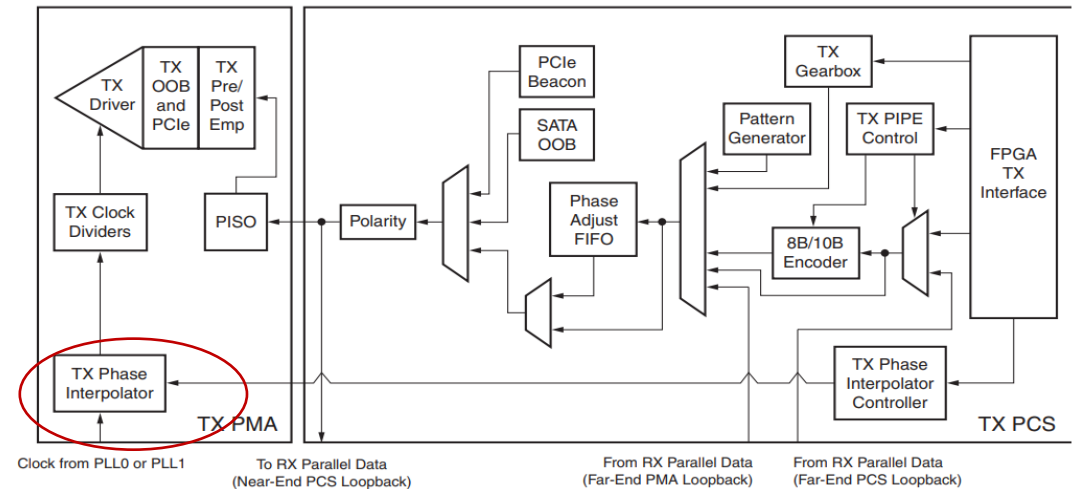 TX
Driver
TX
OOB
and
PCIe
TX
Pre/
Post
Emp
TX Clock
Dividers
PISO
TX Phase
Interpolator
TX PMA
Clock from PLL0 or PLL1
PCIe
Beacon
SATA
OOB
Polarity
Phase
Adjust
FIFO
Pattern
Generator
TX
Gearbox
TX PIPE
Control
8B/10B
Encoder
FPGA
TX
Interface
TX Phase
Interpolator
Controller
TX PCS
To RX Parallel Data
(Near-End PCS Loopback)
From RX Parallel Data
(Far-End PMA Loopback)
From RX Parallel Data
(Far-End PCS Loopback)